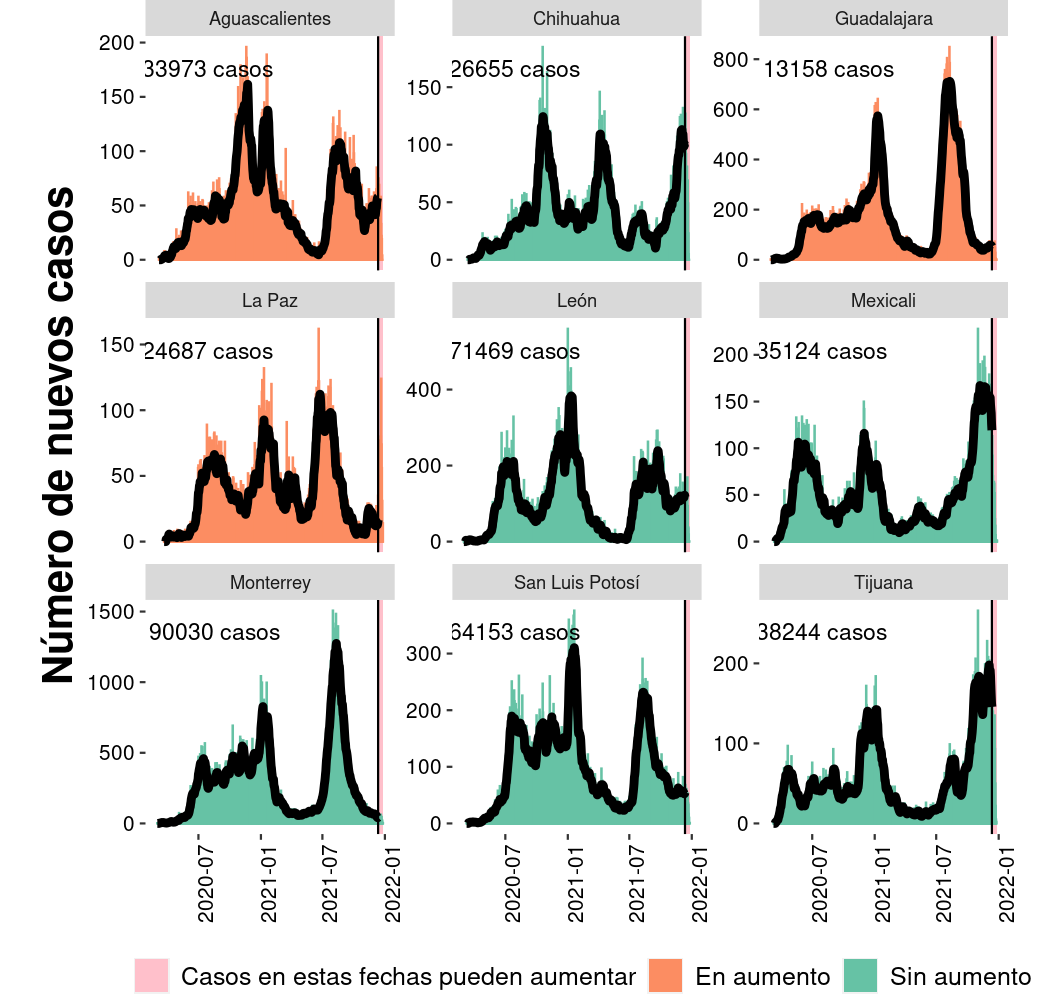 Aguascalientes Chihuahua Guadalajara
33973 casos 26655 casos 13158 casos
200 150 100 50 0
150 100 50 0
800 600 400 200 0
La Paz León Mexicali
24687 casos 71469 casos 35124 casos
150 100 50 0
400 200 0
200 150 100 50 0
Número de nuevos casos
Monterrey San Luis Potosí Tijuana
90030 casos 64153 casos 38244 casos
1500 1000 500 0
300 200 100 0
200 100 0
2020-07 2021-01 2021-07 2022-01
2020-07 2021-01 2021-07 2022-01
2020-07 2021-01 2021-07 2022-01
Casos en estas fechas pueden aumentar En aumento Sin aumento